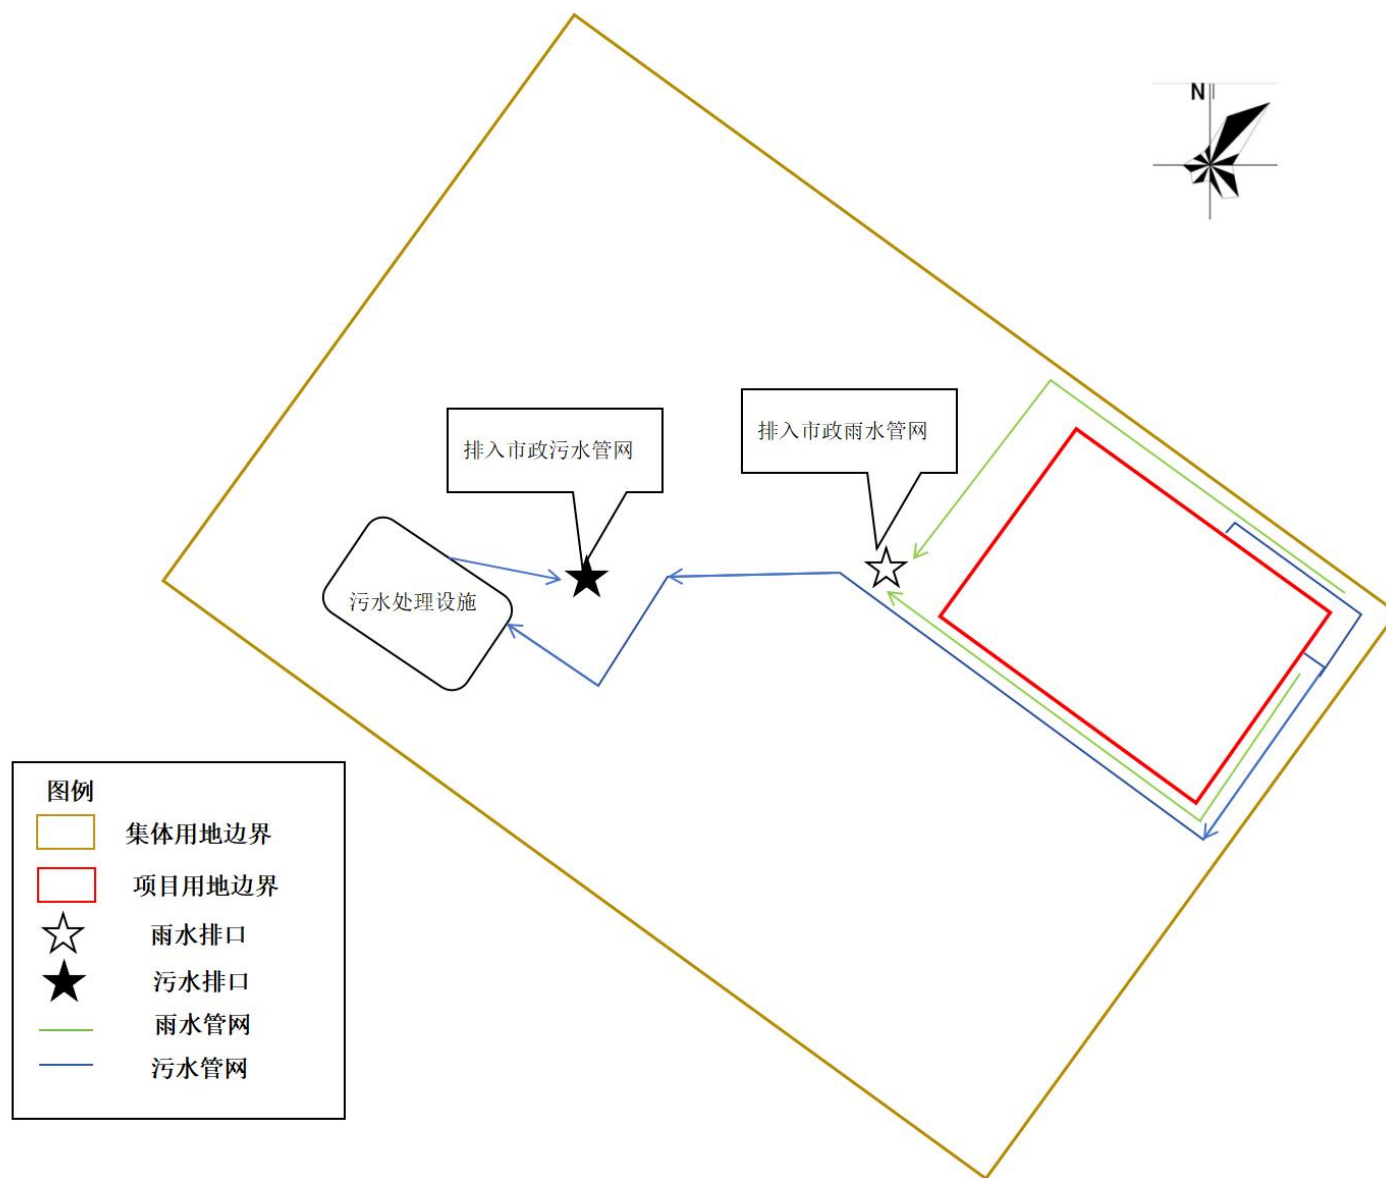 N
排入市政雨水管网
排入市政污水管网
污水处理设施
图例
集体用地边界
项目用地边界
雨水排口
污水排口
雨水管网
污水管网